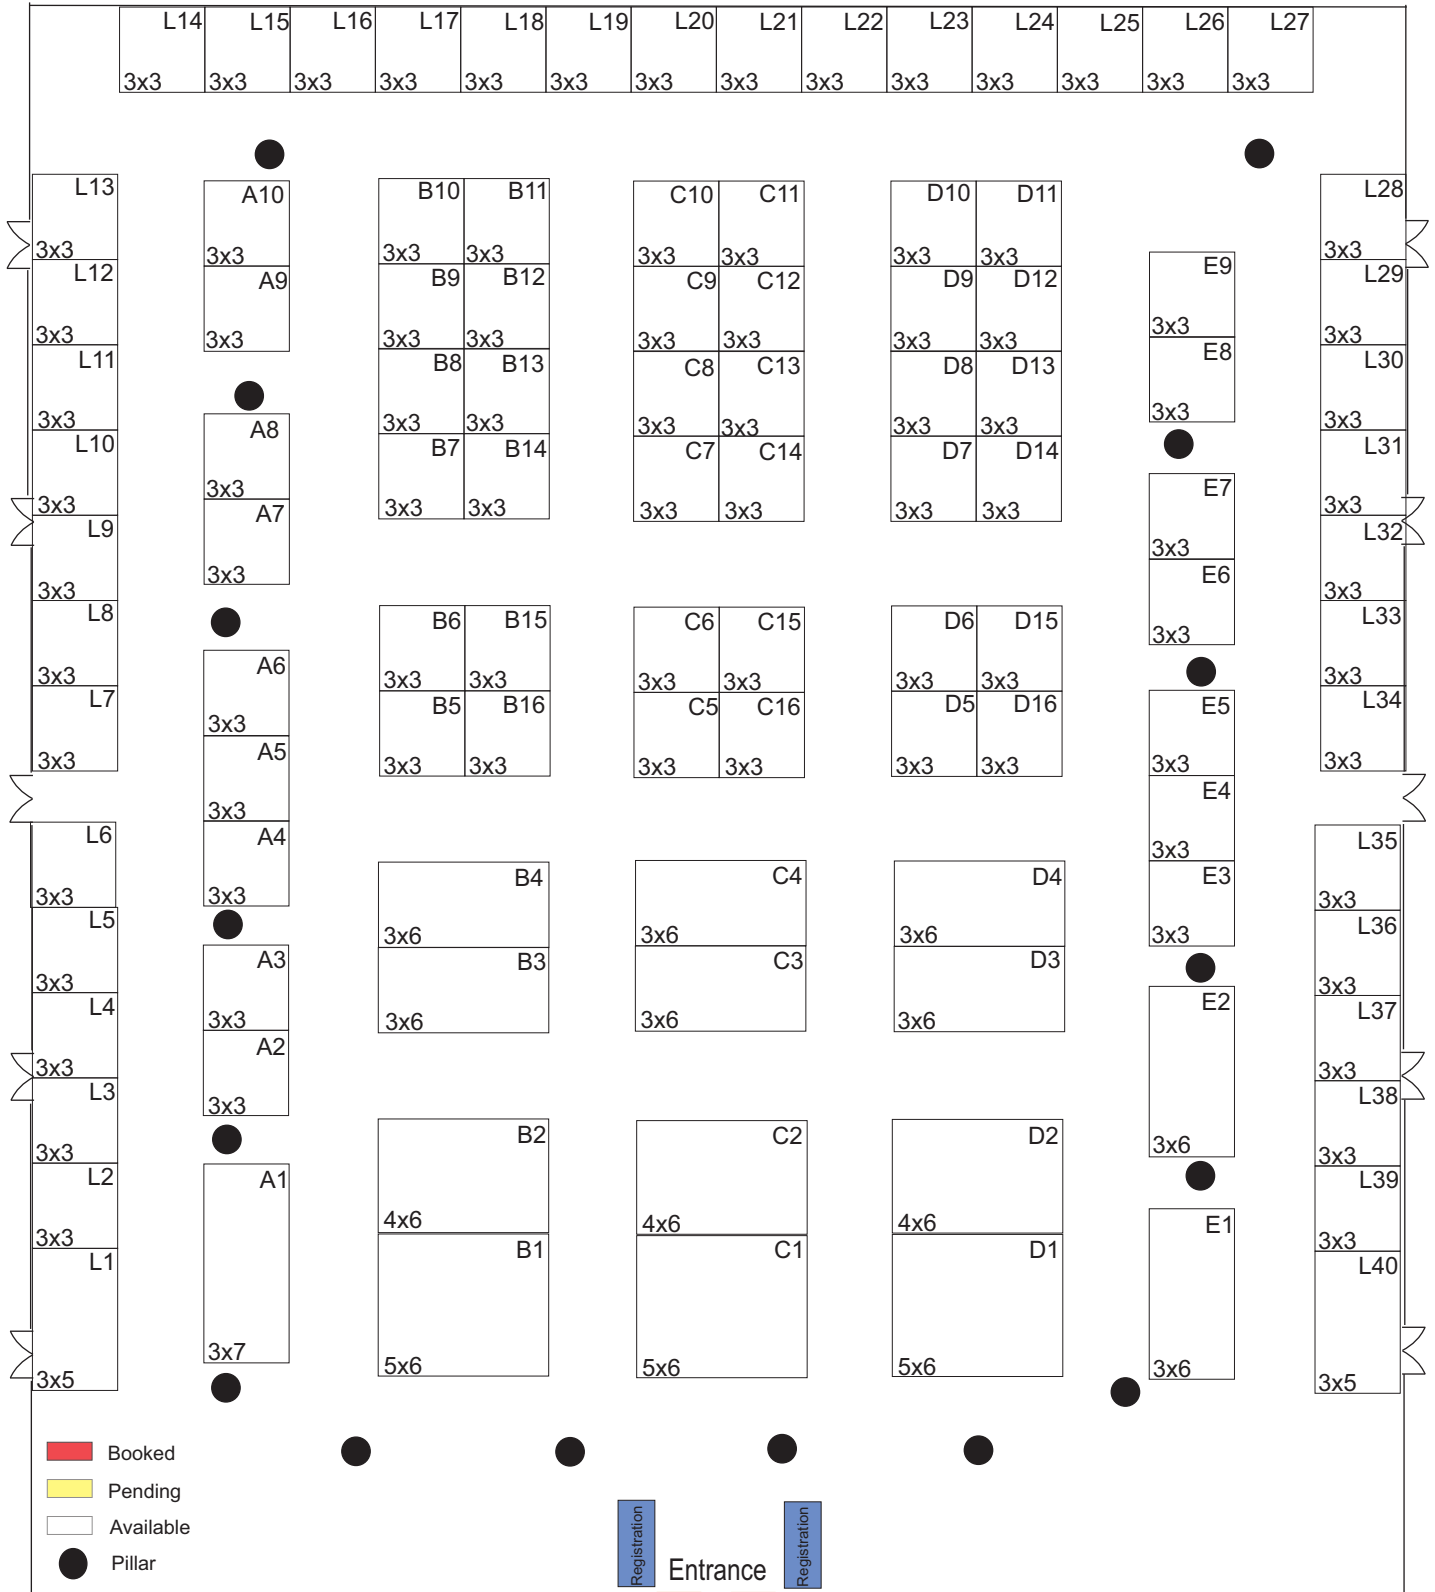 L14 L15 L16 L17 L18 L19 L20 L21 L22 L23 L24 L25 L26 L27
3x3 3x3 3x3 3x3 3x3 3x3 3x3 3x3 3x3 3x3 3x3 3x3 3x3 3x3
L13
3x3
L12
3x3
L11
3x3
L10
3x3
L9
3x3
L8
3x3
L7
3x3
L6
3x3
L5
3x3
L4
3x3
L3
3x3
L2
3x3
L1
3x5
A10
3x3
A9
3x3
A8
3x3
A7
3x3
A6
3x3
A5
3x3
A4
3x3
A3
3x3
A2
3x3
A1
3x7
B10 B11
3x3 3x3
B9 B12
3x3 3x3
B8 B13
3x3 3x3
B7 B14
3x3 3x3
B6 B15
3x3 3x3
B5 B16
3x3 3x3
B4
3x6
B3
3x6
B2
4x6
B1
5x6
C10 C11
3x3 3x3
C9 C12
3x3 3x3
C8 C13
3x3 3x3
C7 C14
3x3 3x3
C6 C15
3x3 3x3
C5 C16
3x3 3x3
C4
3x6
C3
3x6
C2
4x6
C1
5x6
D10 D11
3x3 3x3
D9 D12
3x3 3x3
D8 D13
3x3 3x3
D7 D14
3x3 3x3
D6 D15
3x3 3x3
D5 D16
3x3 3x3
D4
3x6
D3
3x6
D2
4x6
D1
5x6
E9
3x3
E8
3x3
E7
3x3
E6
3x3
E5
3x3
E4
3x3
E3
3x3
E2
3x6
E1
3x6
L28
3x3
L29
3x3
L30
3x3
L31
3x3
L32
3x3
L33
3x3
L34
3x3
L35
3x3
L36
3x3
L37
3x3
L38
3x3
L39
3x3
L40
3x5
Booked
Pending
Available
Pillar
Registration
Entrance
Registration